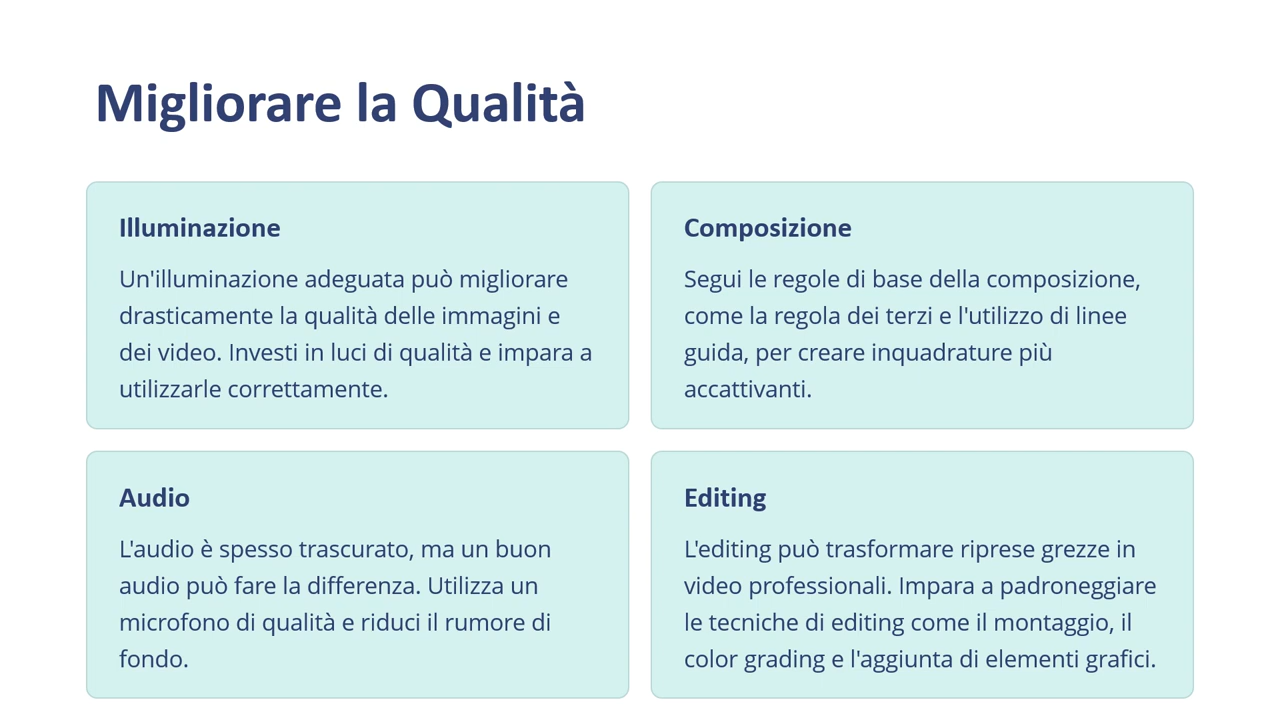 Migliorare la Qualità
Illuminazione
Un'illuminazione adeguata può migliorare
drasticamente la qualità delle immagini e
dei video. Investi in luci di qualità e impara a
utilizzarle correttamente.
Composizione
Segui le regole di base della composizione,
come la regola dei terzi e l'utilizzo di linee
guida, per creare inquadrature più
accattivanti.
Audio
L'audio è spesso trascurato, ma un buon
audio può fare la differenza. Utilizza un
microfono di qualità e riduci il rumore di
fondo.
Editing
L'editing può trasformare riprese grezze in
video professionali. Impara a padroneggiare
le tecniche di editing come il montaggio, il
color grading e l'aggiunta di elementi grafici.